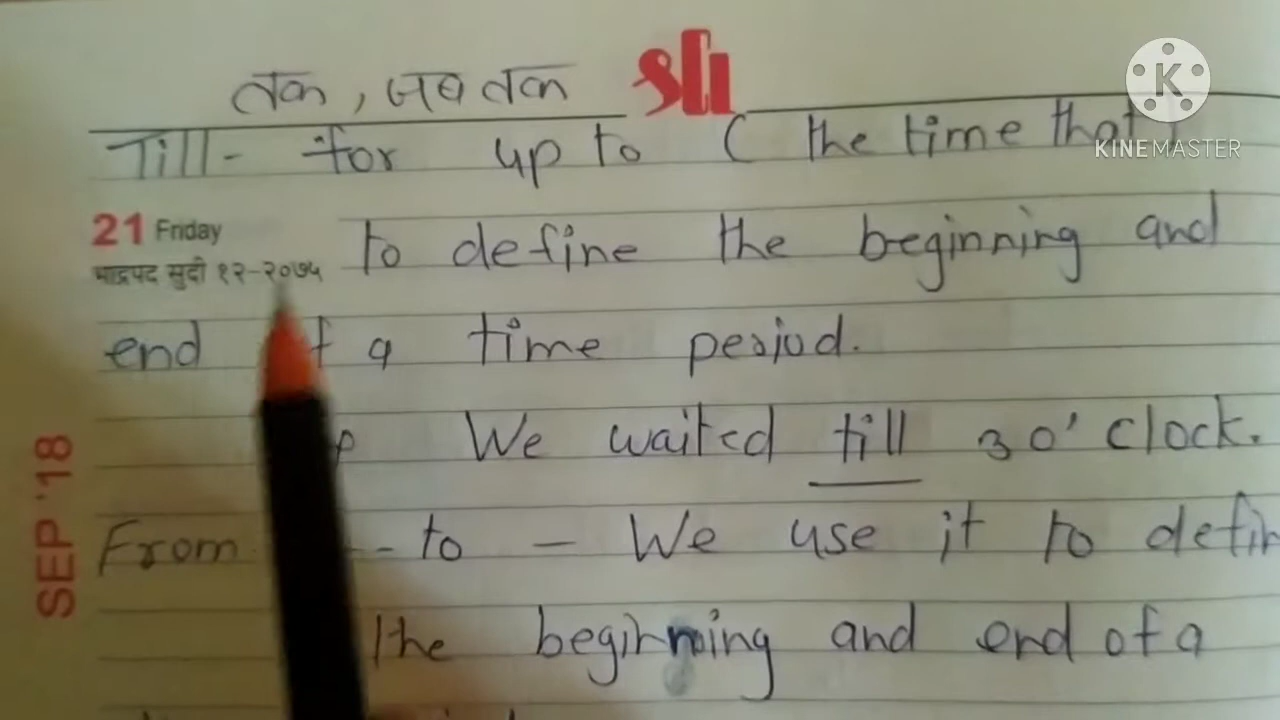 तक, जब तक
Till - for up to ( the time that )
KINEMASTER
21 Friday
भाद्रपद सुदी १२-२०७५
to define the beginning and
end of a time period.
We waited till 3 o'clock.
From -- to - We use it to defin
the beginning and end of a
SEP '18